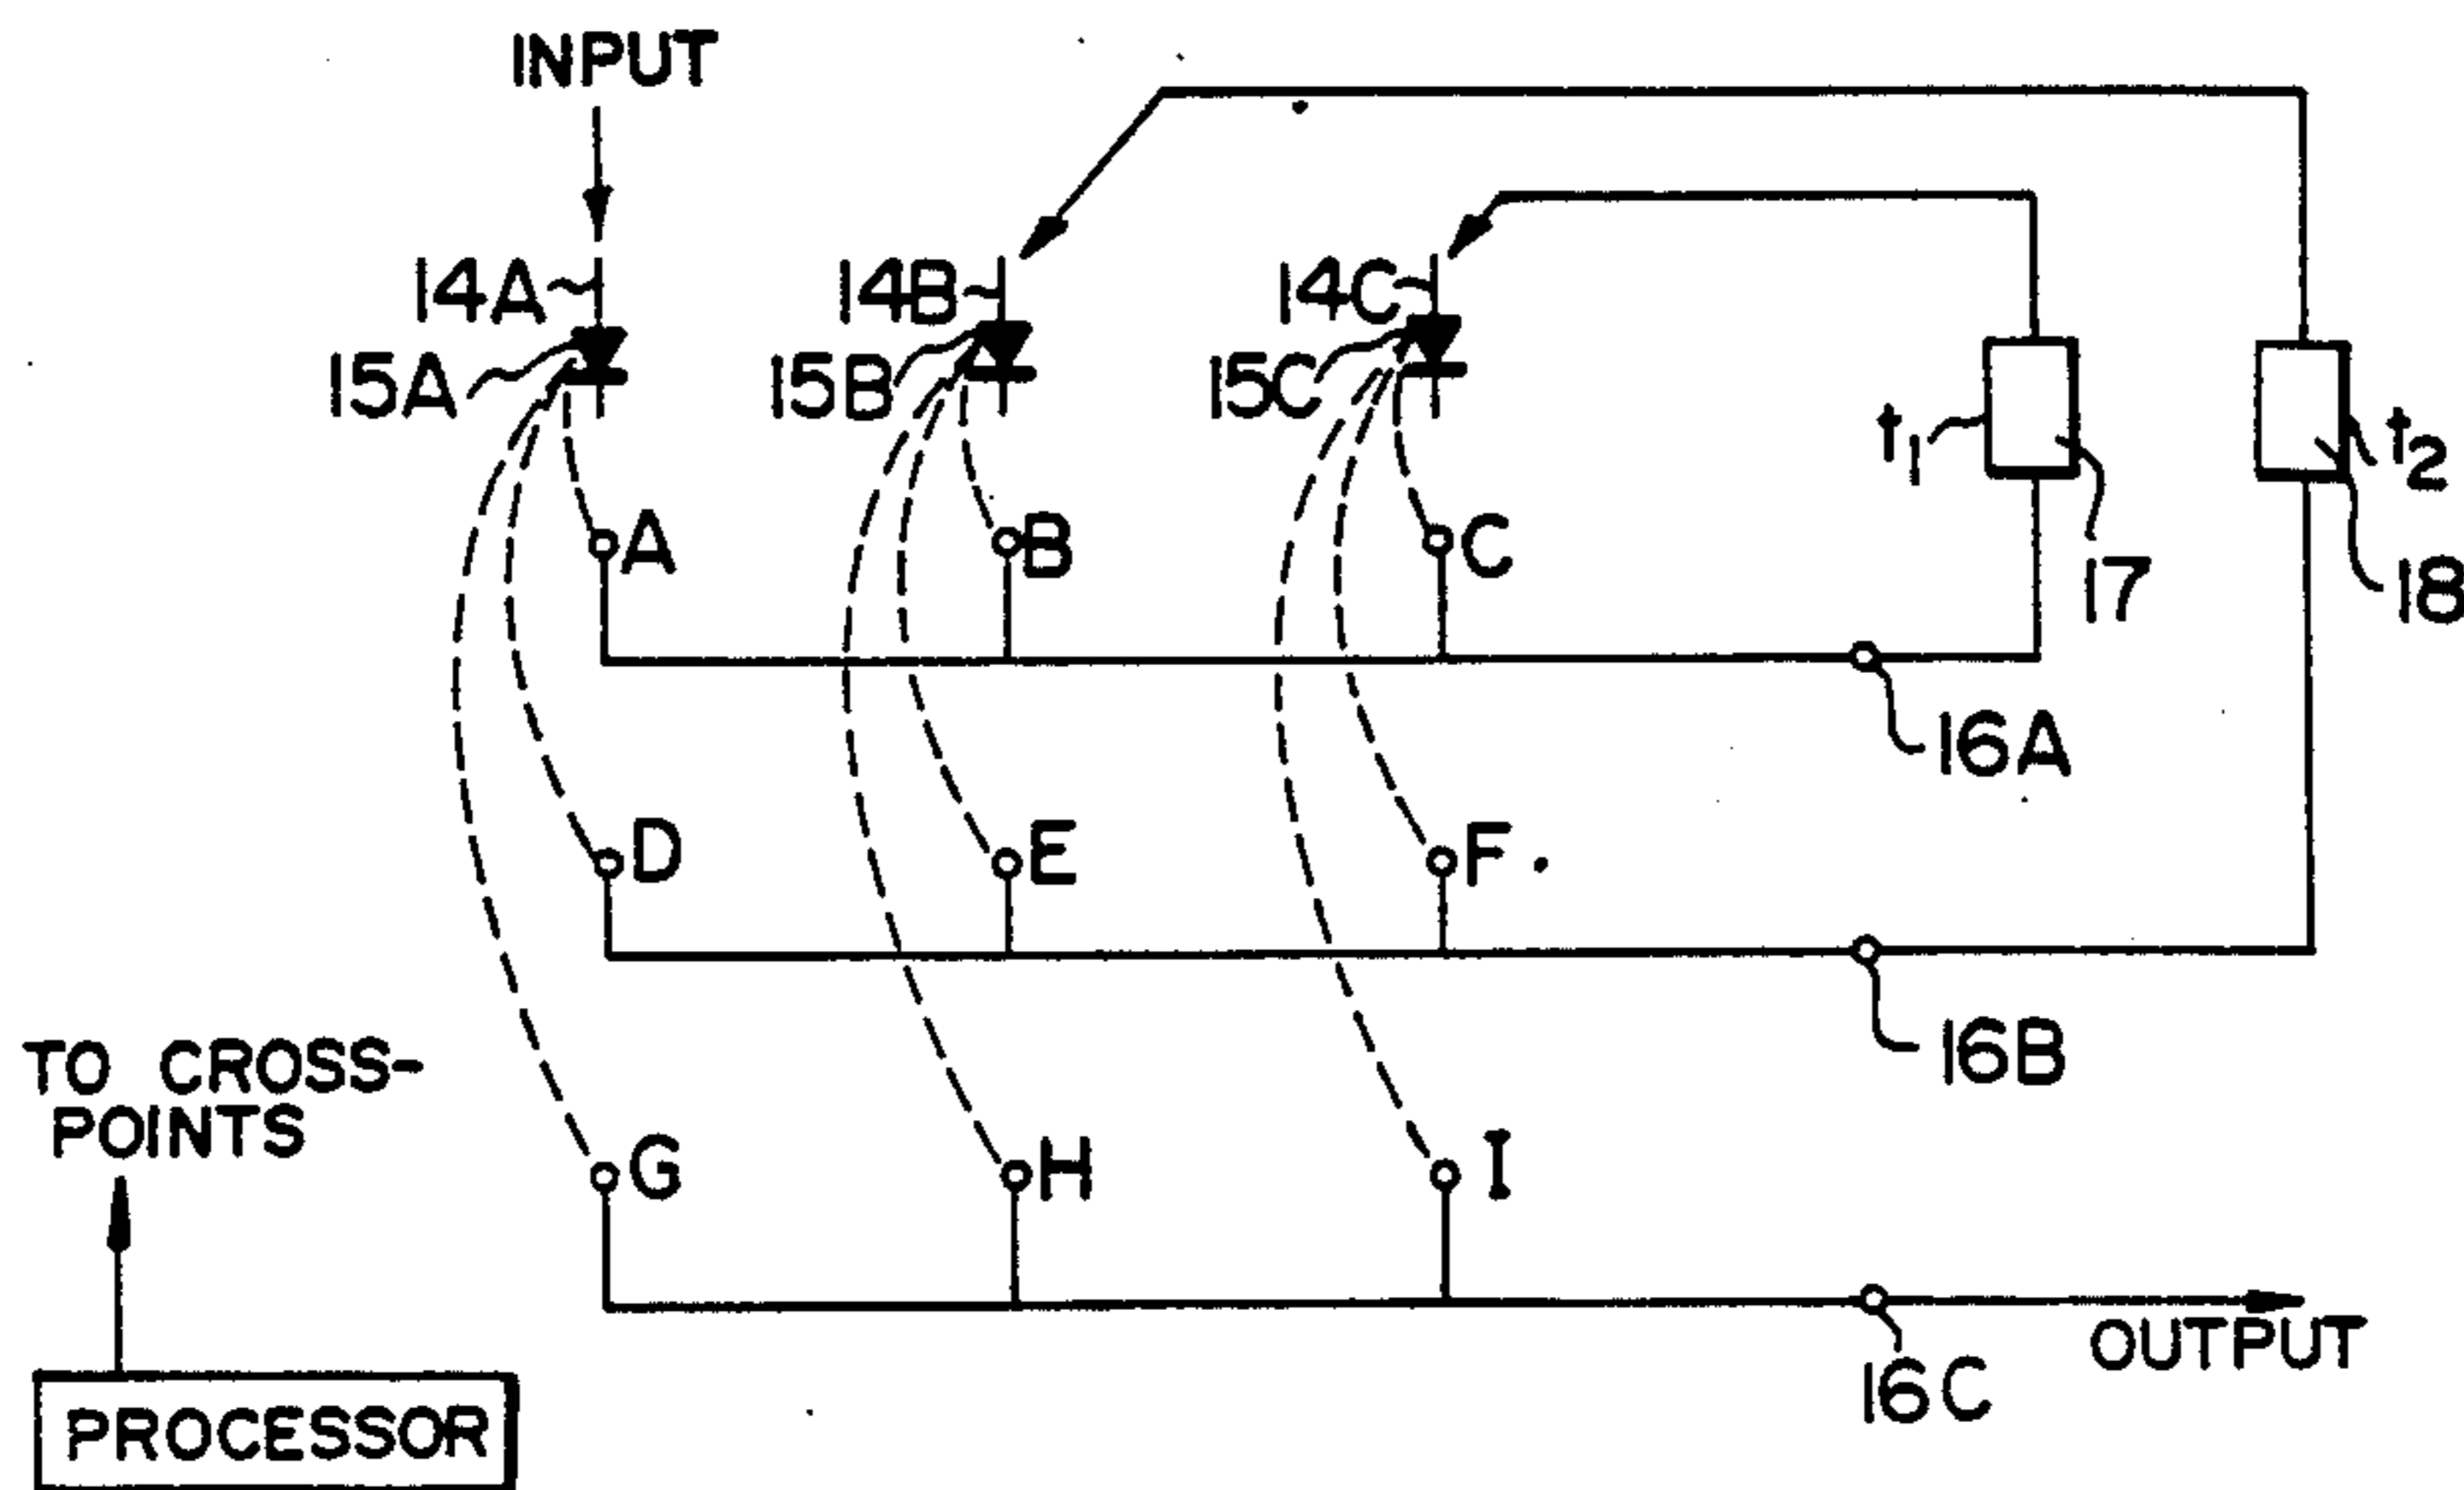 INPUT
14A
14B
14C
15A
15B
15C
t1
t2
A
B
C
17
18
16A
D
E
F
16B
TO CROSS-
POINTS
G
H
I
OUTPUT
16C
PROCESSOR